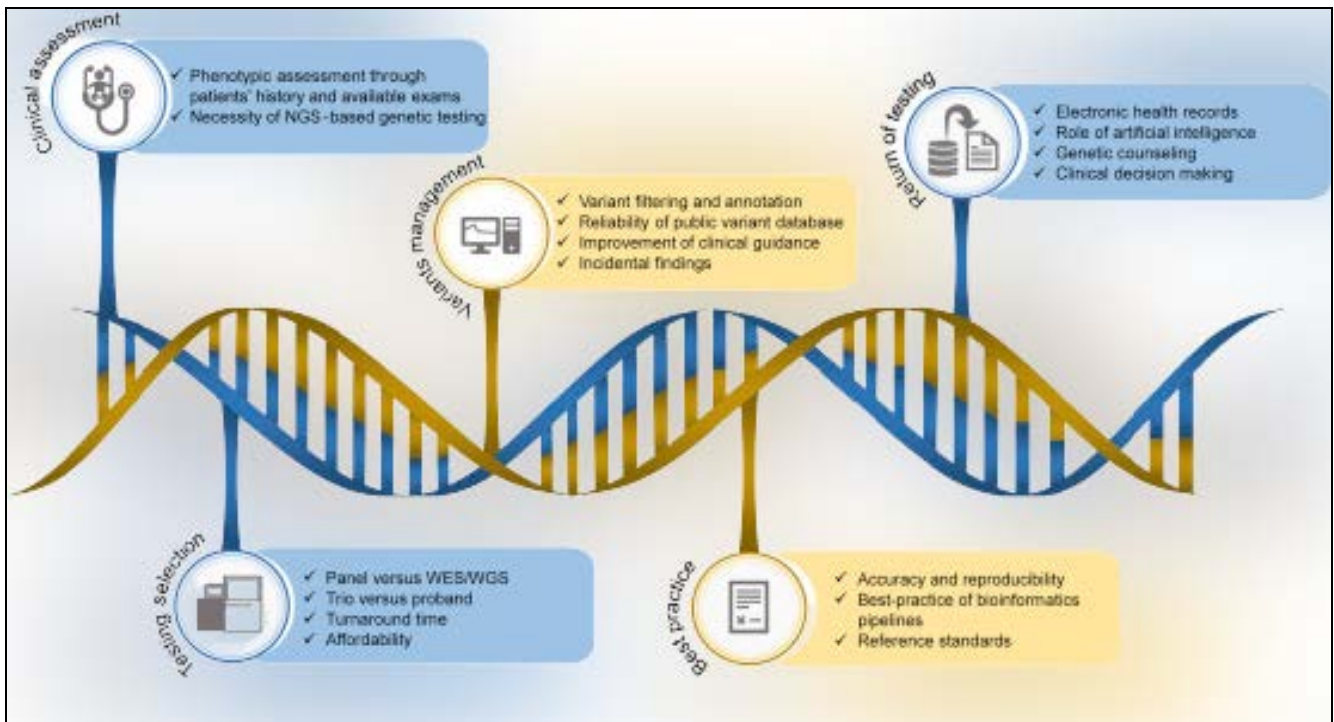 Clinical assessment
✓ Phenotypic assessment through
patients' history and available exams
✓ Necessity of NGS-based genetic testing
Variants management
✓ Variant filtering and annotation
✓ Reliability of public variant database
✓ Improvement of clinical guidance
✓ Incidental findings
Return of testing
✓ Electronic health records
✓ Role of artificial intelligence
✓ Genetic counseling
✓ Clinical decision making
Testing selection
✓ Panel versus WES/WGS
✓ Trio versus proband
✓ Turnaround time
✓ Affordability
Best practice
✓ Accuracy and reproducibility
✓ Best-practice of bioinformatics
pipelines
✓ Reference standards